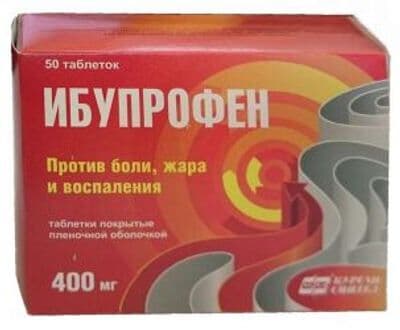 50 таблеток
ИБУПРОФЕН
Против боли, жара
и воспаления
таблетки покрытые
пленочной оболочкой
400 мг